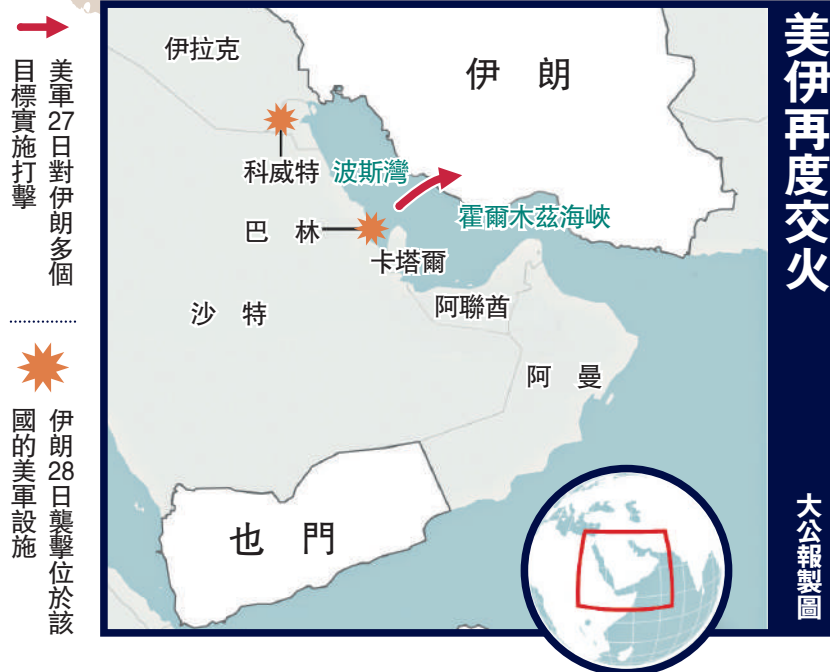 美伊再度交火
大公報製圖
伊拉克
伊 朗
科威特
波斯灣
霍爾木茲海峽
巴 林
卡塔爾
沙 特
阿聯酋
阿 曼
也 門
美軍27日對伊朗多個
目標實施打擊
伊朗28日襲擊位於該
國的美軍設施